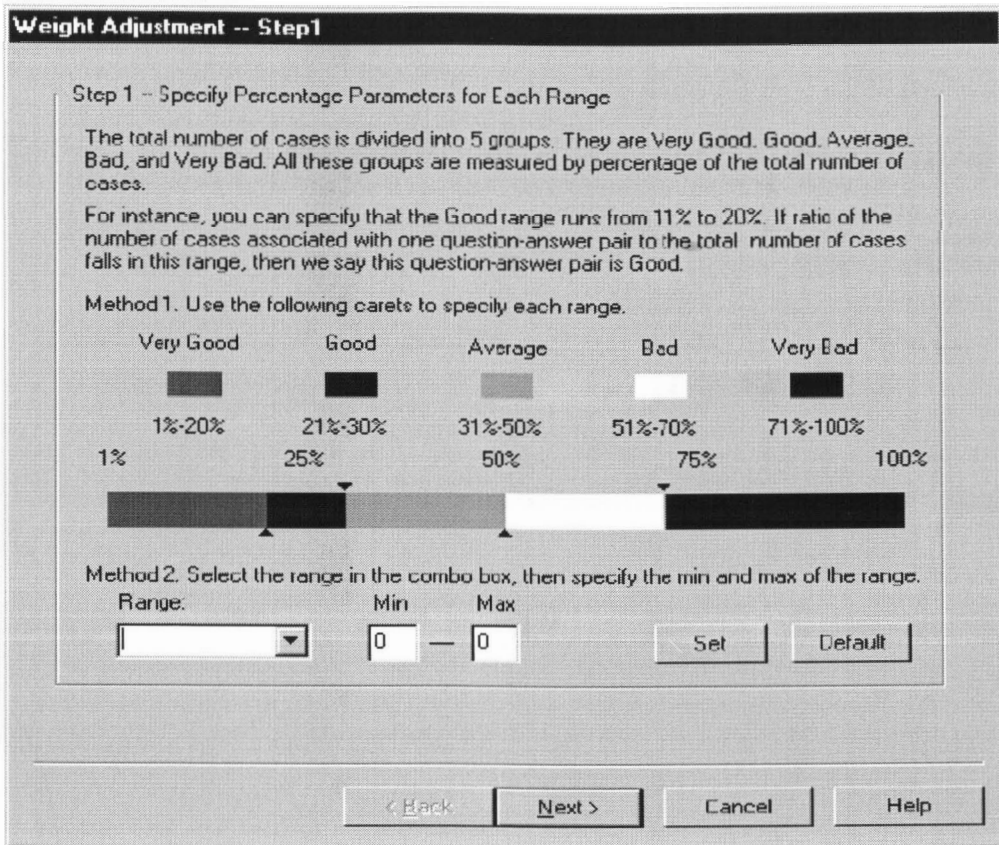 Weight Adjustment -- Step1
Step 1 -- Specify Percentage Parameters for Each Range
The total number of cases is divided into 5 groups. They are Very Good, Good, Average,
Bad, and Very Bad. All these groups are measured by percentage of the total number of
cases.
For instance, you can specify that the Good range runs from 11% to 20%. If ratio of the
number of cases associated with one question-answer pair to the total number of cases
falls in this range, then we say this question-answer pair is Good.
Method 1. Use the following carets to specify each range.
Very Good Good Average Bad Very Bad
1%-20% 21%-30% 31%-50% 51%-70% 71%-100%
1% 25% 50% 75% 100%
Method 2. Select the range in the combo box, then specify the min and max of the range.
Range: Min Max
0 — 0 Set Default
< Back Next > Cancel Help